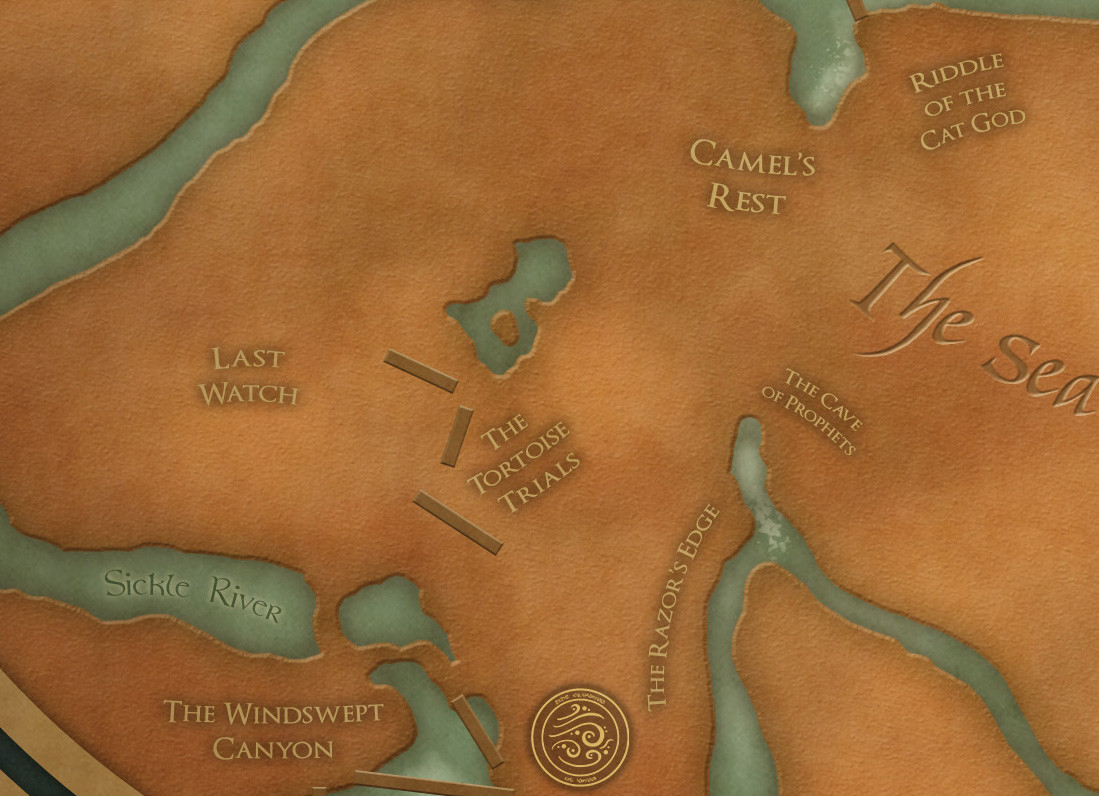 RIDDLE
OF THE
CAT GOD
CAMEL'S
REST
The Sea
LAST
WATCH
THE CAVE
OF PROPHETS
THE
TORTOISE
TRIALS
THE RAZOR'S EDGE
Sickle River
THE WINDSWEPT
CANYON